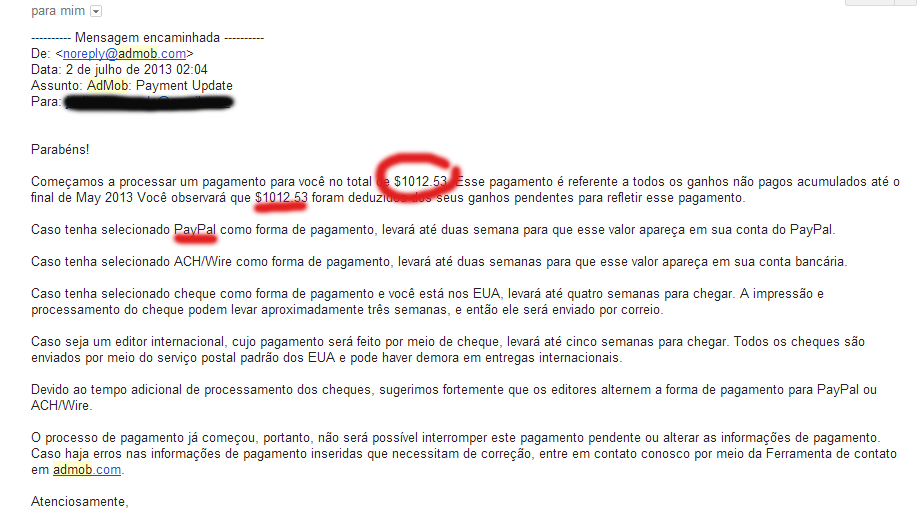 para mim
---------- Mensagem encaminhada ----------
De: <noreply@admob.com>
Data: 2 de julho de 2013 02:04
Assunto: AdMob: Payment Update
Para:
Parabéns!
Começamos a processar um pagamento para você no total de $1012.53. Esse pagamento é referente a todos os ganhos não pagos acumulados até o
final de May 2013 Você observará que $1012.53 foram deduzidos dos seus ganhos pendentes para refletir esse pagamento.
Caso tenha selecionado PayPal como forma de pagamento, levará até duas semana para que esse valor apareça em sua conta do PayPal.
Caso tenha selecionado ACH/Wire como forma de pagamento, levará até duas semanas para que esse valor apareça em sua conta bancária.
Caso tenha selecionado cheque como forma de pagamento e você está nos EUA, levará até quatro semanas para chegar. A impressão e
processamento do cheque podem levar aproximadamente três semanas, e então ele será enviado por correio.
Caso seja um editor internacional, cujo pagamento será feito por meio de cheque, levará até cinco semanas para chegar. Todos os cheques são
enviados por meio do serviço postal padrão dos EUA e pode haver demora em entregas internacionais.
Devido ao tempo adicional de processamento dos cheques, sugerimos fortemente que os editores alternem a forma de pagamento para PayPal ou
ACH/Wire.
O processo de pagamento já começou, portanto, não será possível interromper este pagamento pendente ou alterar as informações de pagamento.
Caso haja erros nas informações de pagamento inseridas que necessitam de correção, entre em contato conosco por meio da Ferramenta de contato
em admob.com.
Atenciosamente,